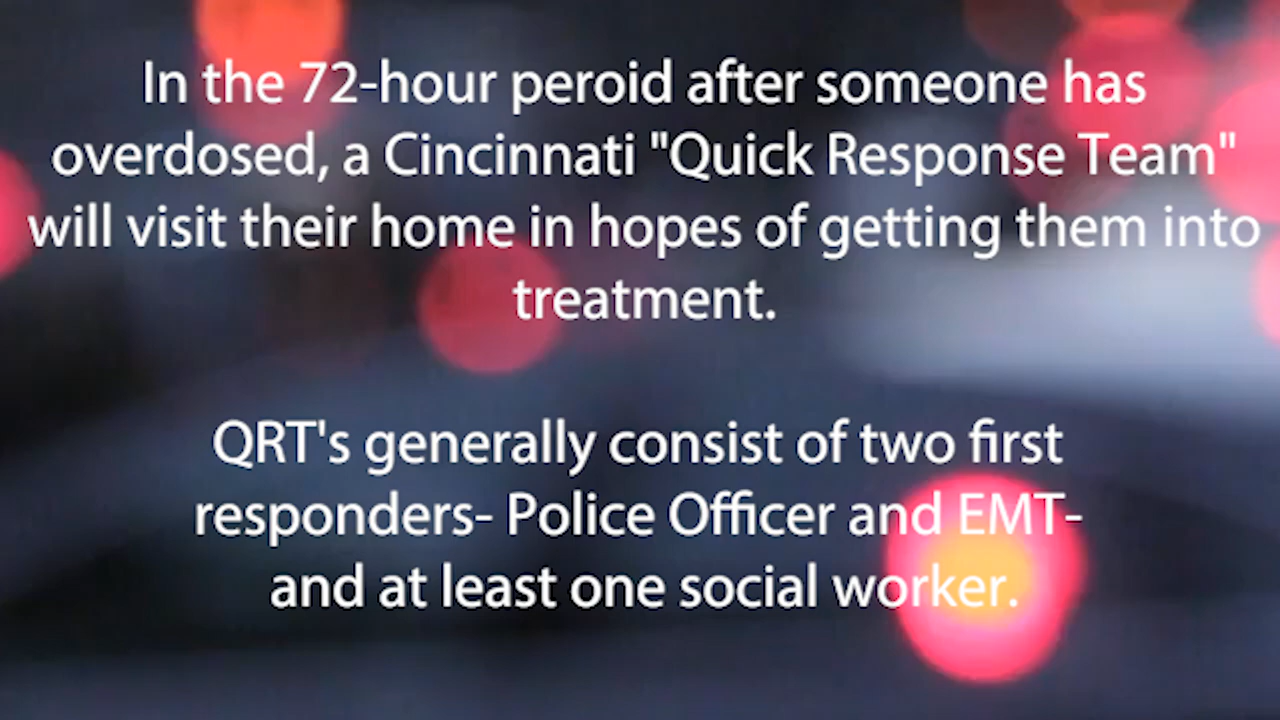 In the 72-hour peroid after someone has
overdosed, a Cincinnati "Quick Response Team"
will visit their home in hopes of getting them into
treatment.
QRT's generally consist of two first
responders- Police Officer and EMT-
and at least one social worker.